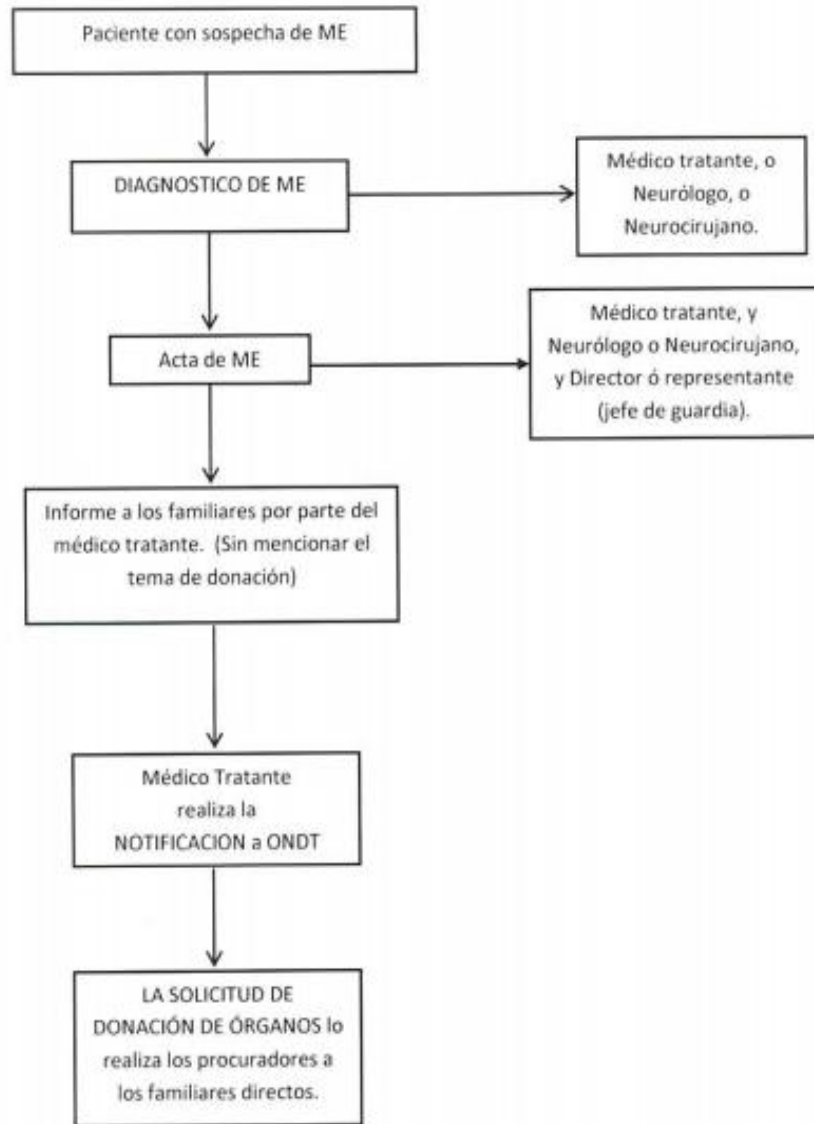 Paciente con sospecha de ME
DIAGNOSTICO DE ME
Médico tratante, o
Neurólogo, o
Neurocirujano.
Acta de ME
Médico tratante, y
Neurólogo o Neurocirujano,
y Director ó representante
(jefe de guardia).
Informe a los familiares por parte del
médico tratante. (Sin mencionar el
tema de donación)
Médico Tratante
realiza la
NOTIFICACION a ONDT
LA SOLICITUD DE
DONACIÓN DE ÓRGANOS lo
realiza los procuradores a
los familiares directos.